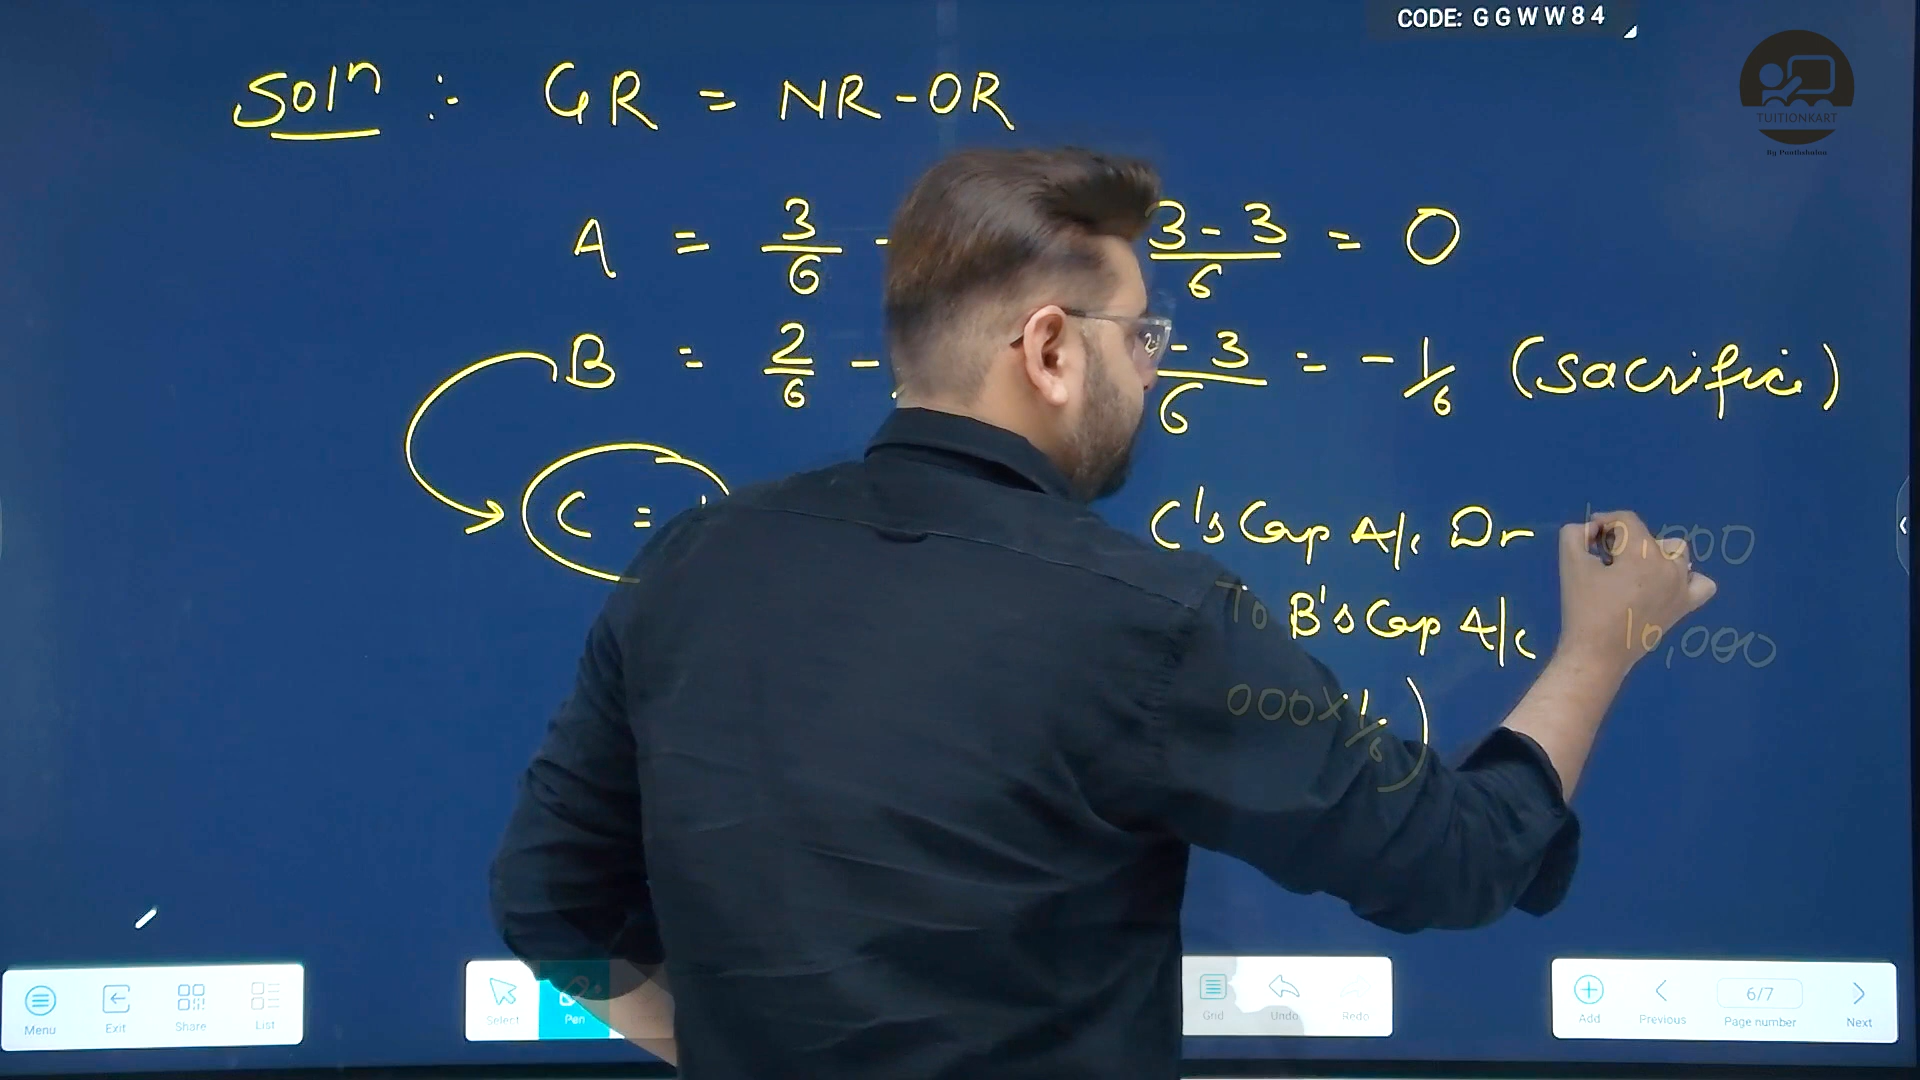 CODE: GGWW84
TUITIONKART
By Panthshalaa
Soln :- GR = NR-OR
A = 3/6 - 3-3/6 = 0
B = 2/6 - - 3/6 = - 1/6 (Sacrifice)
C =
C's Cap A/c Dr 10,000
To B's Cap A/c 10,000
000×1/6)
Menu Exit Share List Select Pen Grid Undo Redo Add Previous 6/7 Page number Next